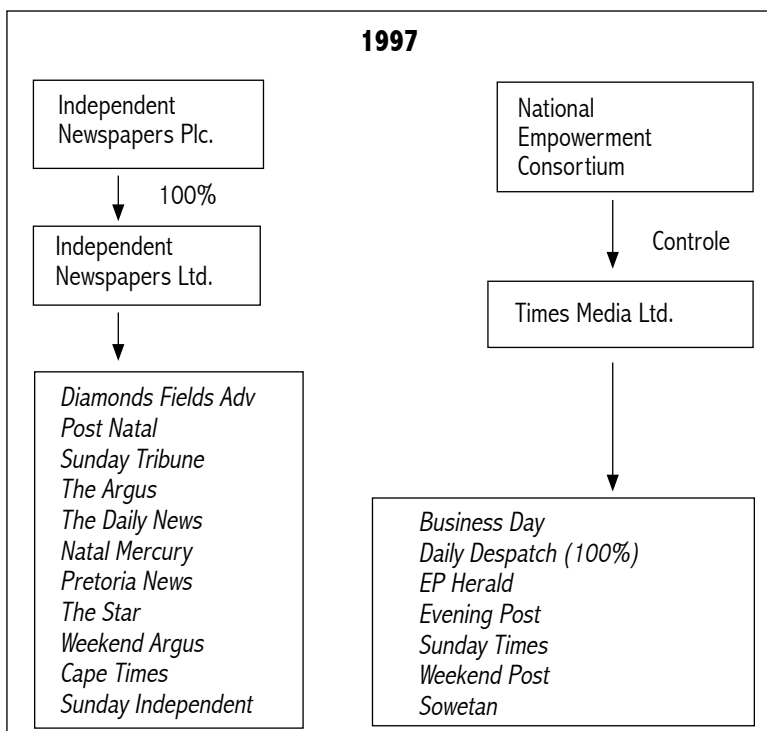 1997
Independent
Newspapers Plc.
100%
Independent
Newspapers Ltd.
Diamonds Fields Adv
Post Natal
Sunday Tribune
The Argus
The Daily News
Natal Mercury
Pretoria News
The Star
Weekend Argus
Cape Times
Sunday Independent
National
Empowerment
Consortium
Controle
Times Media Ltd.
Business Day
Daily Despatch (100%)
EP Herald
Evening Post
Sunday Times
Weekend Post
Sowetan